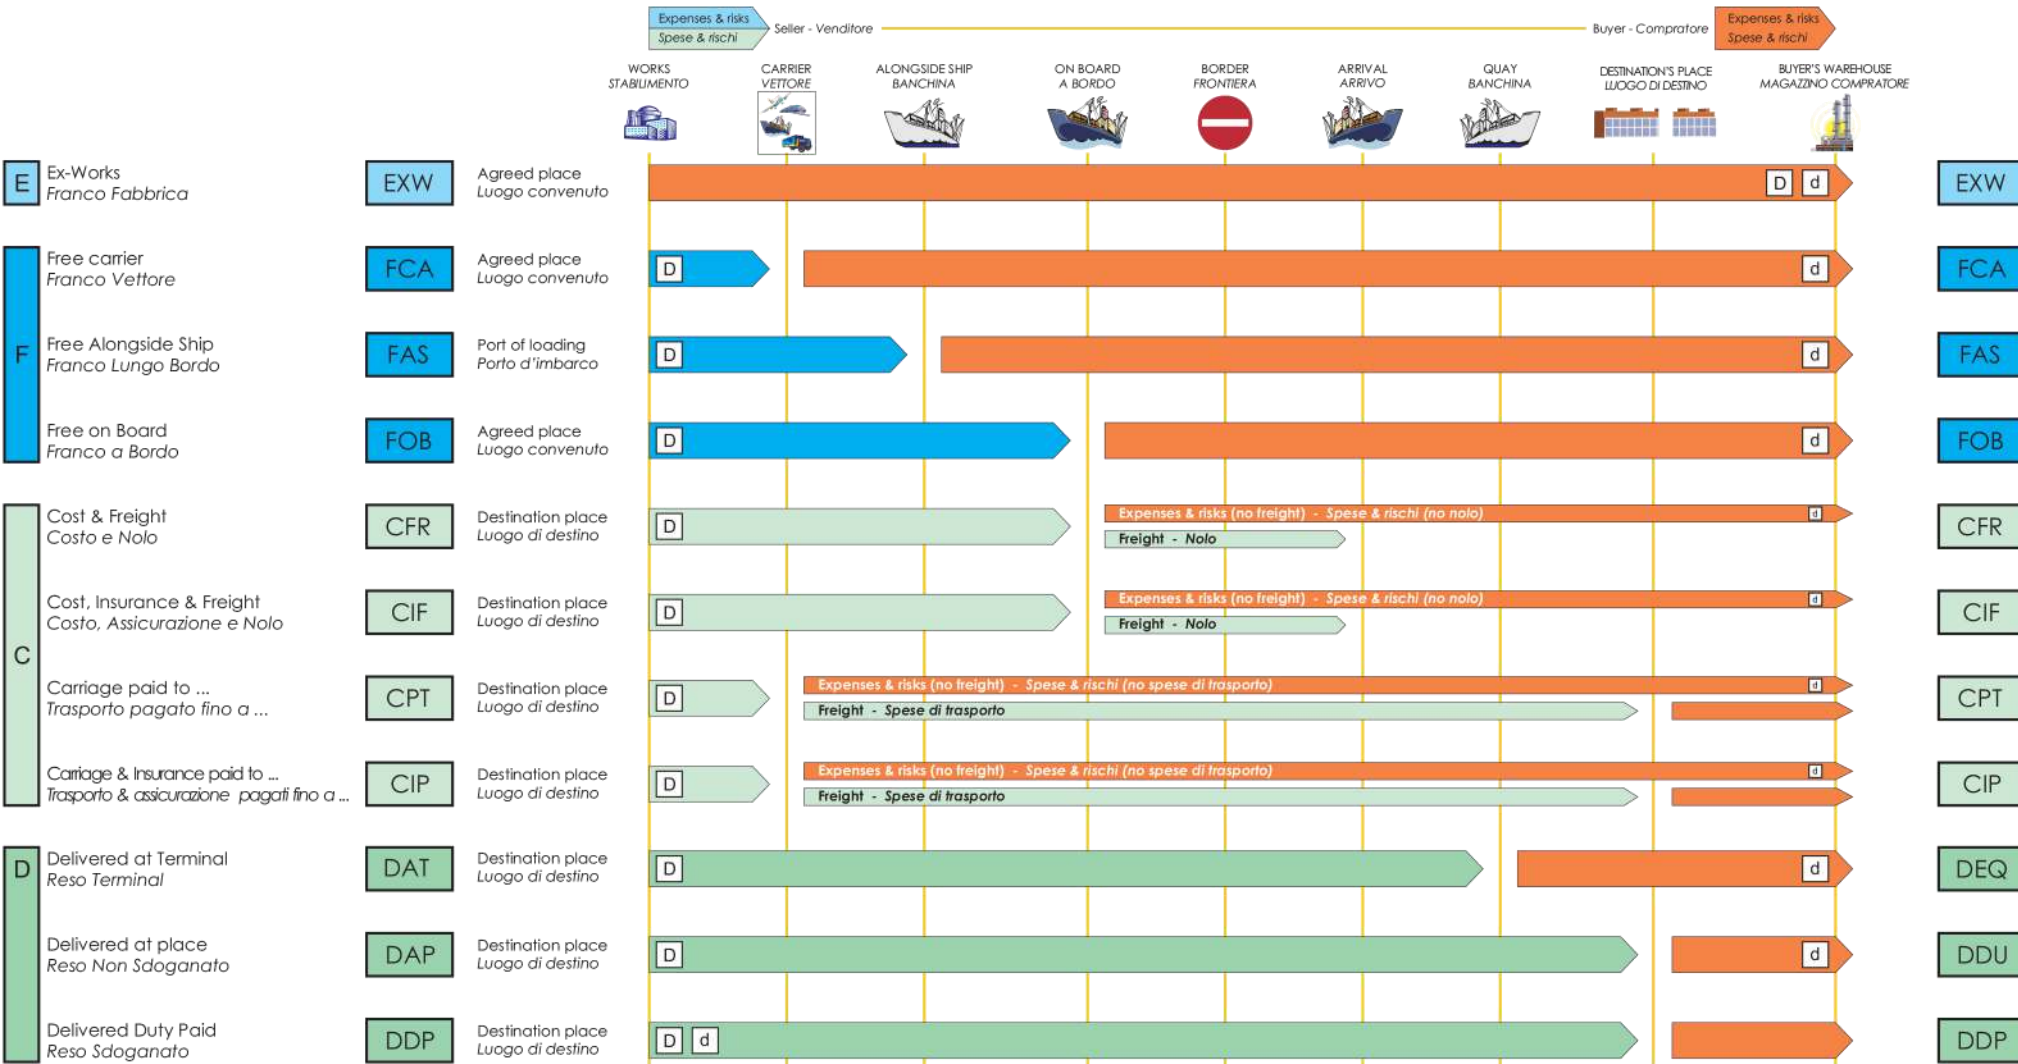 Expenses & risks
Spese & rischi
Seller - Venditore
Buyer - Compratore
Expenses & risks
Spese & rischi
WORKS
STABILIMENTO
CARRIER
VETTORE
ALONGSIDE SHIP
BANCHINA
ON BOARD
A BORDO
BORDER
FRONTIERA
ARRIVAL
ARRIVO
QUAY
BANCHINA
DESTINATION'S PLACE
LUOGO DI DESTINO
BUYER'S WAREHOUSE
MAGAZZINO COMPRATORE
E
Ex-Works
Franco Fabbrica
EXW
Agreed place
Luogo convenuto
D d
EXW
F
Free carrier
Franco Vettore
FCA
Agreed place
Luogo convenuto
D
d
FCA
Free Alongside Ship
Franco Lungo Bordo
FAS
Port of loading
Porto d'imbarco
D
d
FAS
Free on Board
Franco a Bordo
FOB
Agreed place
Luogo convenuto
D
d
FOB
C
Cost & Freight
Costo e Nolo
CFR
Destination place
Luogo di destino
D
Expenses & risks (no freight) - Spese & rischi (no nolo)
d
Freight - Nolo
CFR
Cost, Insurance & Freight
Costo, Assicurazione e Nolo
CIF
Destination place
Luogo di destino
D
Expenses & risks (no freight) - Spese & rischi (no nolo)
d
Freight - Nolo
CIF
Carriage paid to ...
Trasporto pagato fino a ...
CPT
Destination place
Luogo di destino
D
Expenses & risks (no freight) - Spese & rischi (no spese di trasporto)
d
Freight - Spese di trasporto
CPT
Carriage & Insurance paid to ...
Trasporto & assicurazione pagati fino a ...
CIP
Destination place
Luogo di destino
D
Expenses & risks (no freight) - Spese & rischi (no spese di trasporto)
d
Freight - Spese di trasporto
CIP
D
Delivered at Terminal
Reso Terminal
DAT
Destination place
Luogo di destino
D
d
DEQ
Delivered at place
Reso Non Sdoganato
DAP
Destination place
Luogo di destino
D
d
DDU
Delivered Duty Paid
Reso Sdoganato
DDP
Destination place
Luogo di destino
D d
DDP